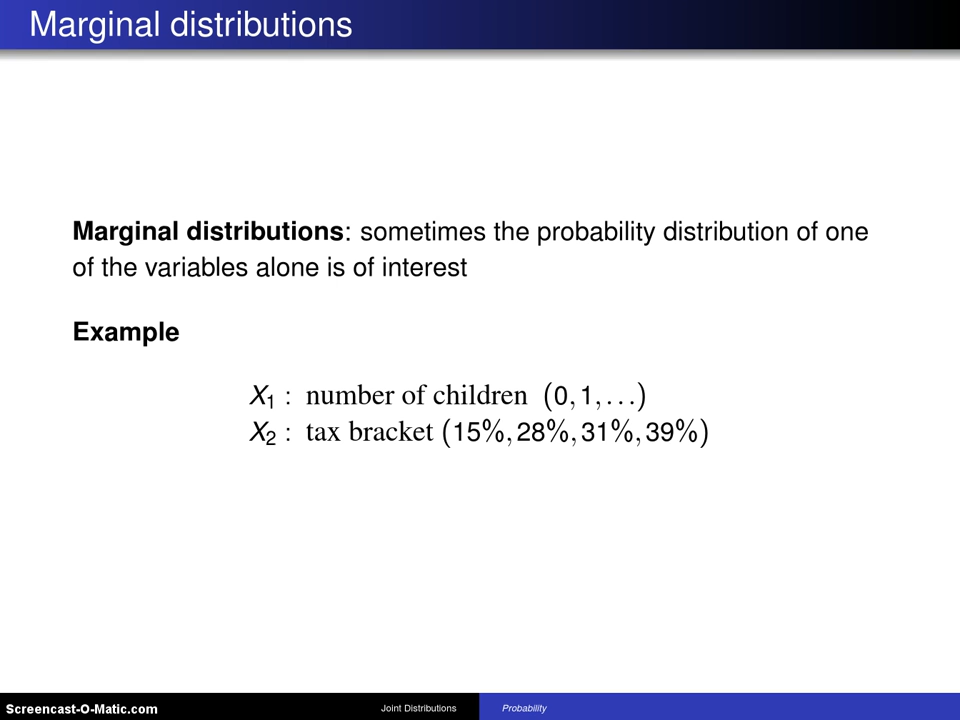 Marginal distributions
Marginal distributions: sometimes the probability distribution of one
of the variables alone is of interest
Example
X₁ : number of children (0, 1, . . .)
X₂ : tax bracket (15%, 28%, 31%, 39%)
Screencast-O-Matic.com Joint Distributions Probability